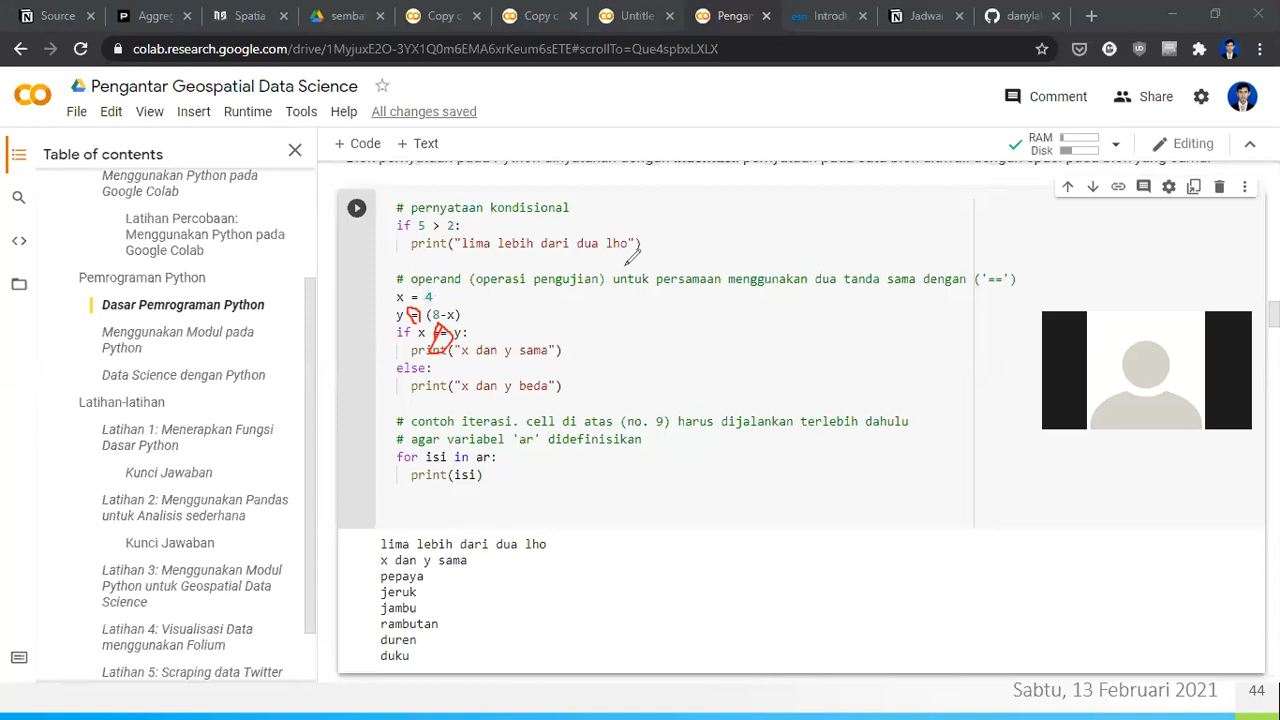 Source
Aggreg
Spatia
sembal
Copy c
Copy c
Untitle
Pengan
esri
Introdu
Jadwa
danyla
colab.research.google.com/drive/1MyjuxE2O-3YX1Q0m6EMA6xrKeum6sETE#scrollTo=Que4spbxLXLX
Pengantar Geospatial Data Science
File Edit View Insert Runtime Tools Help All changes saved
Comment
Share
+ Code + Text
RAM
Disk
Editing
Table of contents
Menggunakan Python pada
Google Colab
Latihan Percobaan:
Menggunakan Python pada
Google Colab
Pemrograman Python
Dasar Pemrograman Python
Menggunakan Modul pada
Python
Data Science dengan Python
Latihan-latihan
Latihan 1: Menerapkan Fungsi
Dasar Python
Kunci Jawaban
Latihan 2: Menggunakan Pandas
untuk Analisis sederhana
Kunci Jawaban
Latihan 3: Menggunakan Modul
Python untuk Geospatial Data
Science
Latihan 4: Visualisasi Data
menggunakan Folium
Latihan 5: Scraping data Twitter
# pernyataan kondisional
if 5 > 2:
print("lima lebih dari dua lho")
# operand (operasi pengujian) untuk persamaan menggunakan dua tanda sama dengan ('==')
x = 4
y = (8-x)
if x == y:
print("x dan y sama")
else:
print("x dan y beda")
# contoh iterasi. cell di atas (no. 9) harus dijalankan terlebih dahulu
# agar variabel 'ar' didefinisikan
for isi in ar:
print(isi)
lima lebih dari dua lho
x dan y sama
pepaya
jeruk
jambu
rambutan
duren
duku
Sabtu, 13 Februari 2021 44